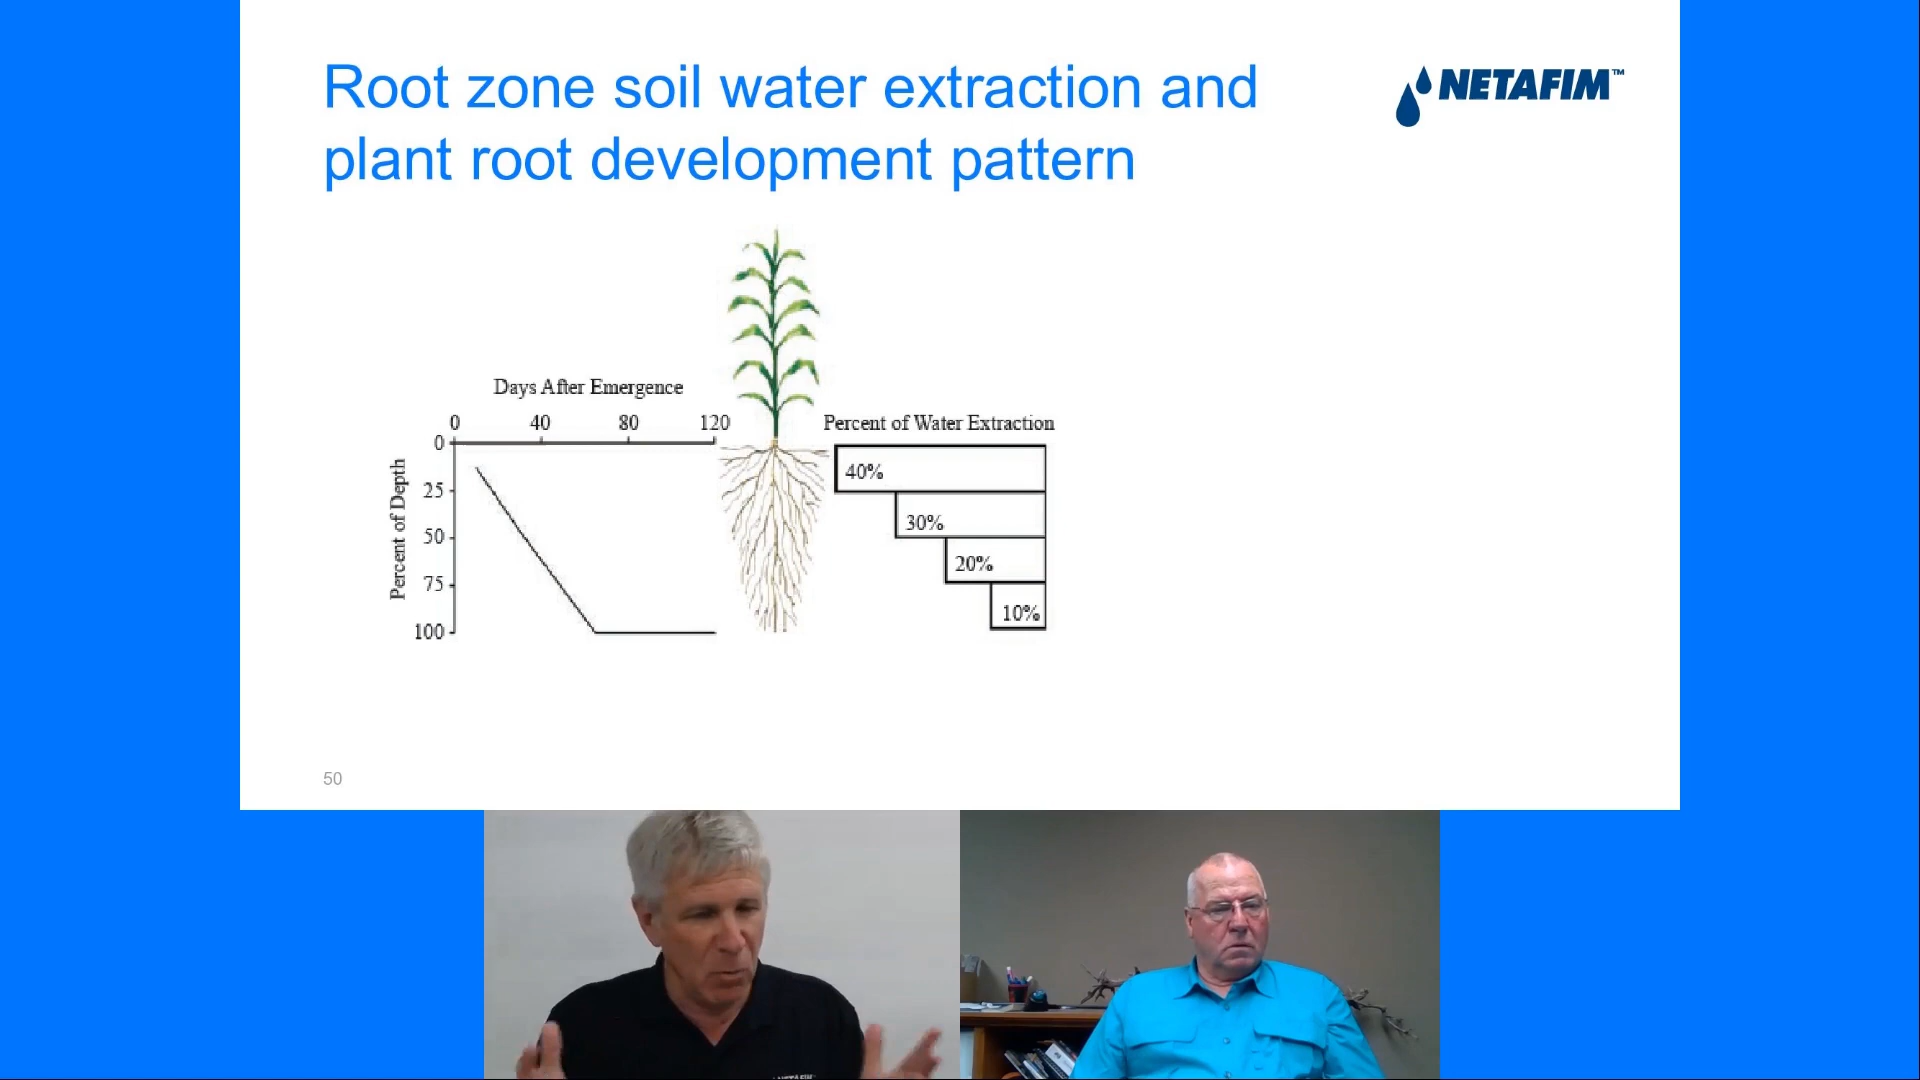 Root zone soil water extraction and
plant root development pattern
NETAFIM™
Days After Emergence
0 40 80 120
Percent of Depth
0
25
50
75
100
Percent of Water Extraction
40%
30%
20%
10%
50